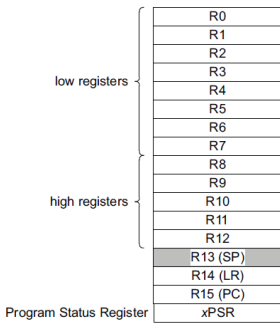 R0
R1
R2
R3
low registers
R4
R5
R6
R7
R8
R9
high registers
R10
R11
R12
R13 (SP)
R14 (LR)
R15 (PC)
Program Status Register
xPSR